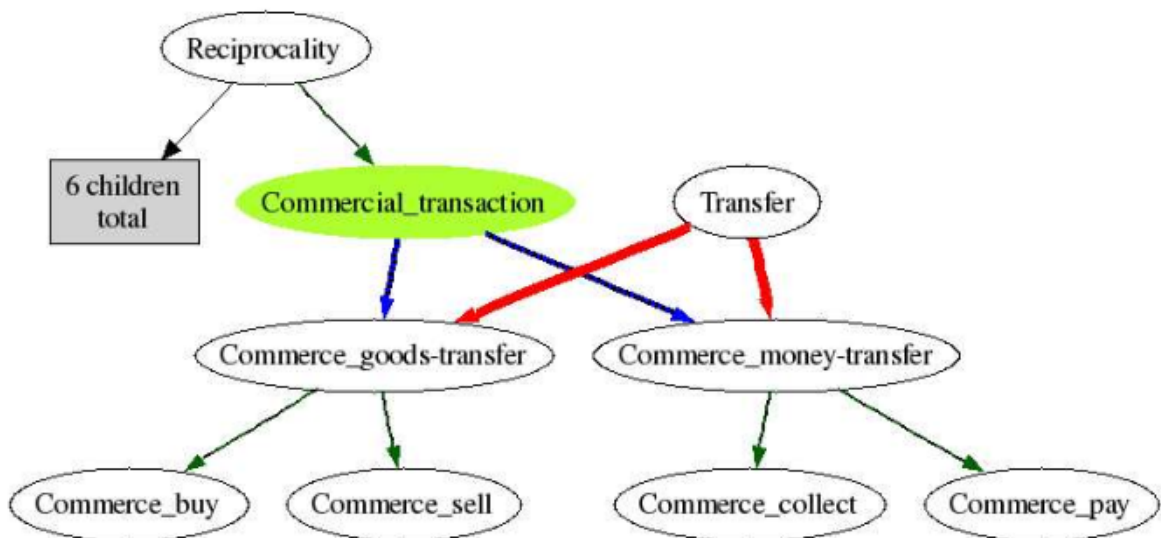 Reciprocality
6 children
total
Commercial_transaction
Transfer
Commerce_goods-transfer
Commerce_money-transfer
Commerce_buy
Commerce_sell
Commerce_collect
Commerce_pay